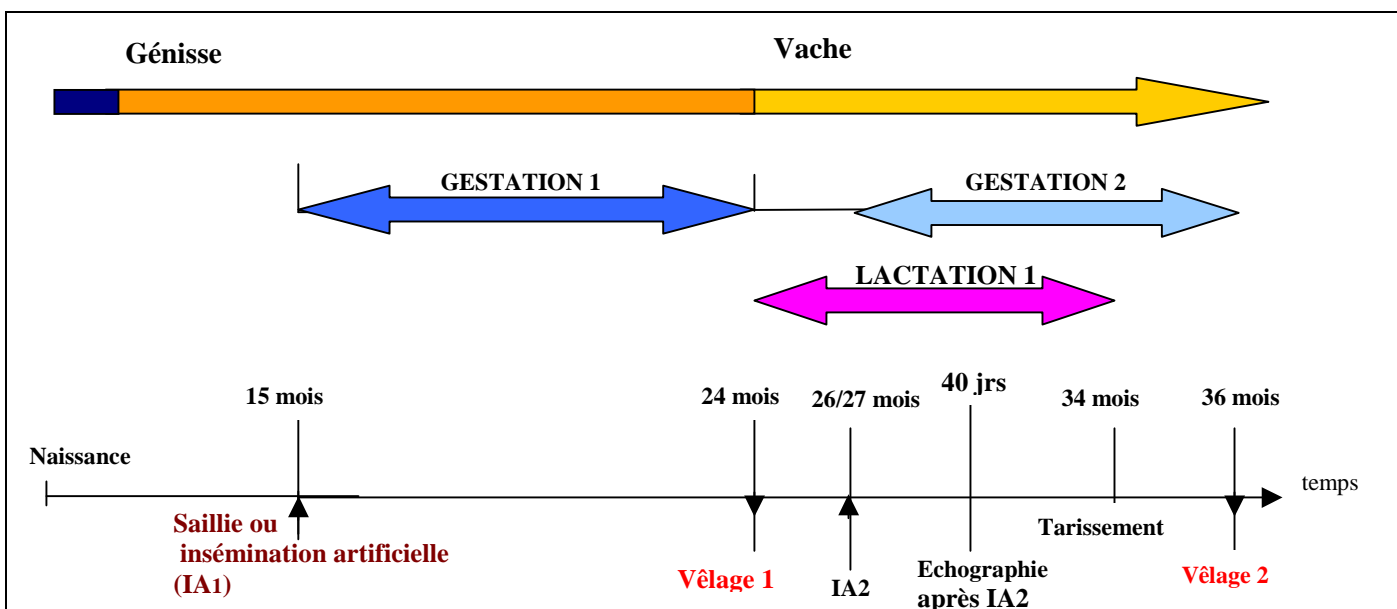 Génisse
Vache
GESTATION 1
GESTATION 2
LACTATION 1
15 mois
24 mois
26/27 mois
40 jrs
34 mois
36 mois
Naissance
temps
Saillie ou
insémination artificielle
(IA1)
Vêlage 1
IA2
Echographie
après IA2
Tarissement
Vêlage 2